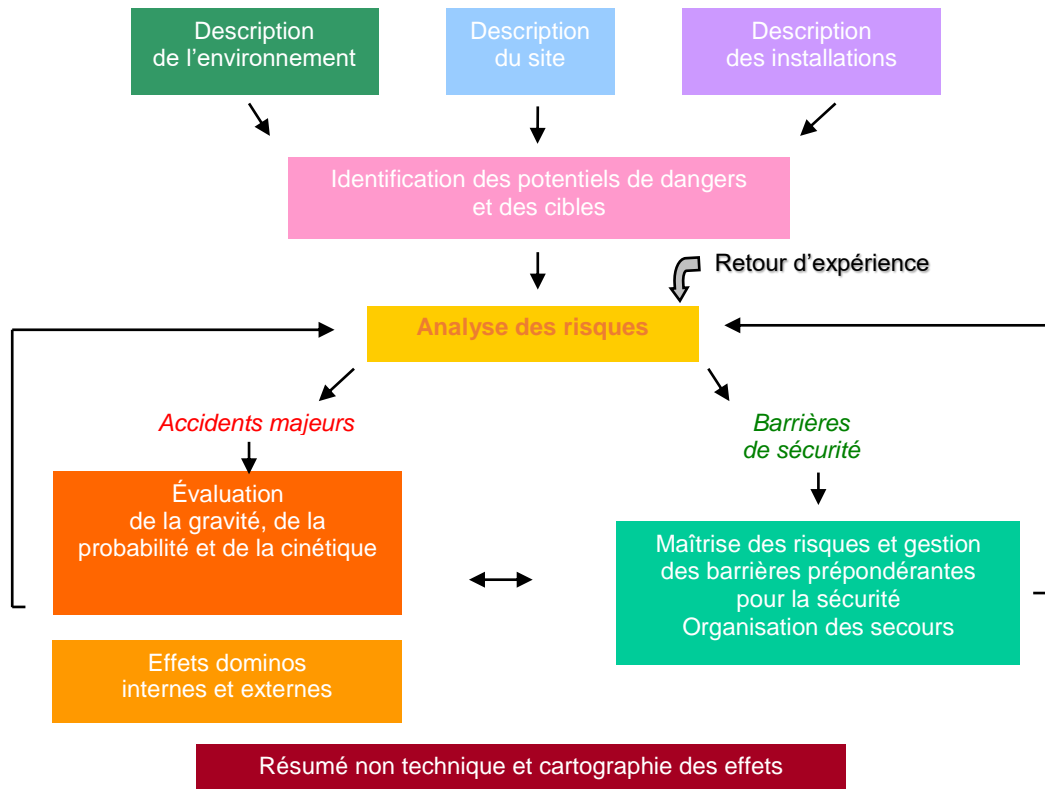 Description
de l'environnement
Description
du site
Description
des installations
Identification des potentiels de dangers
et des cibles
Retour d'expérience
Analyse des risques
Accidents majeurs
Barrières
de sécurité
Évaluation
de la gravité, de la
probabilité et de la cinétique
Maîtrise des risques et gestion
des barrières prépondérantes
pour la sécurité
Organisation des secours
Effets dominos
internes et externes
Résumé non technique et cartographie des effets